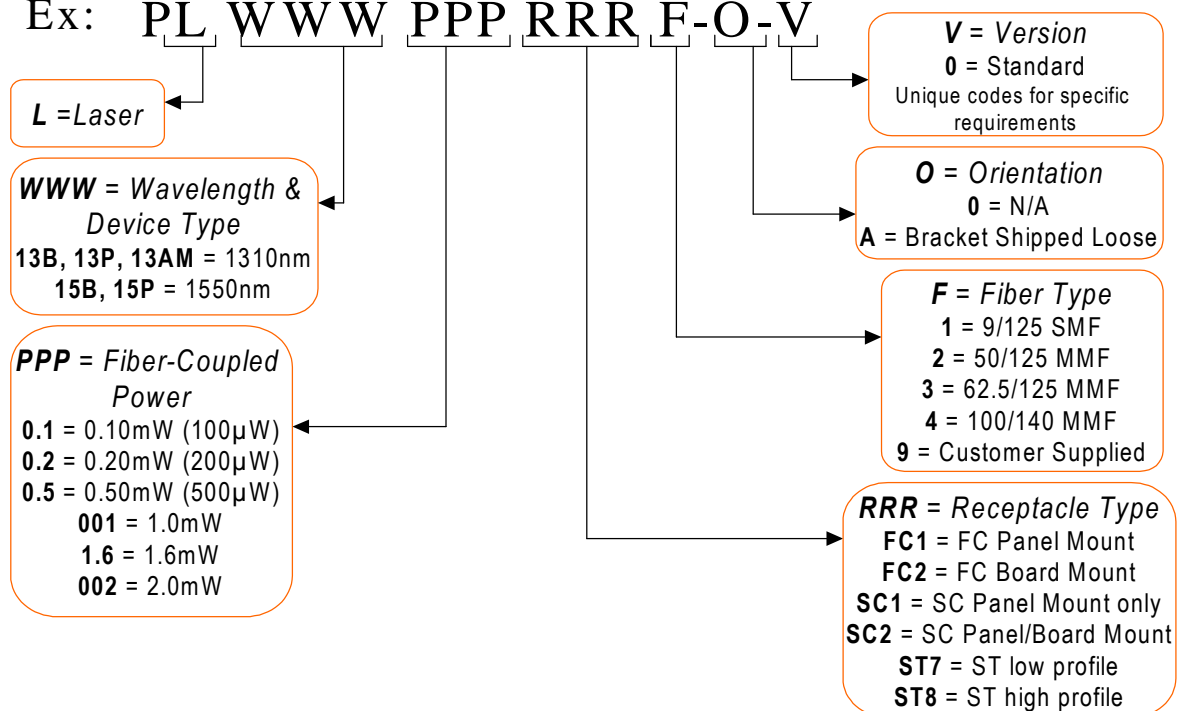 Ex: PL WWW PPP RRR F-O-V
L =Laser
WWW = Wavelength &
Device Type
13B, 13P, 13AM = 1310nm
15B, 15P = 1550nm
PPP = Fiber-Coupled
Power
0.1 = 0.10mW (100µW)
0.2 = 0.20mW (200µW)
0.5 = 0.50mW (500µW)
001 = 1.0mW
1.6 = 1.6mW
002 = 2.0mW
V = Version
0 = Standard
Unique codes for specific
requirements
O = Orientation
0 = N/A
A = Bracket Shipped Loose
F = Fiber Type
1 = 9/125 SMF
2 = 50/125 MMF
3 = 62.5/125 MMF
4 = 100/140 MMF
9 = Customer Supplied
RRR = Receptacle Type
FC1 = FC Panel Mount
FC2 = FC Board Mount
SC1 = SC Panel Mount only
SC2 = SC Panel/Board Mount
ST7 = ST low profile
ST8 = ST high profile